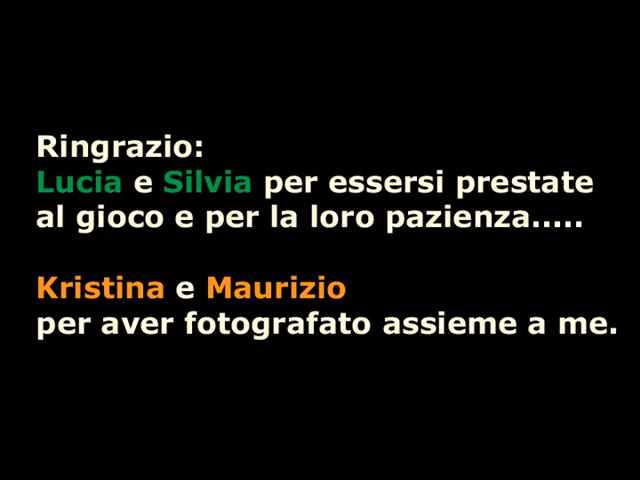 Ringrazio:
Lucia e Silvia per essersi prestate
al gioco e per la loro pazienza.....
Kristina e Maurizio
per aver fotografato assieme a me.